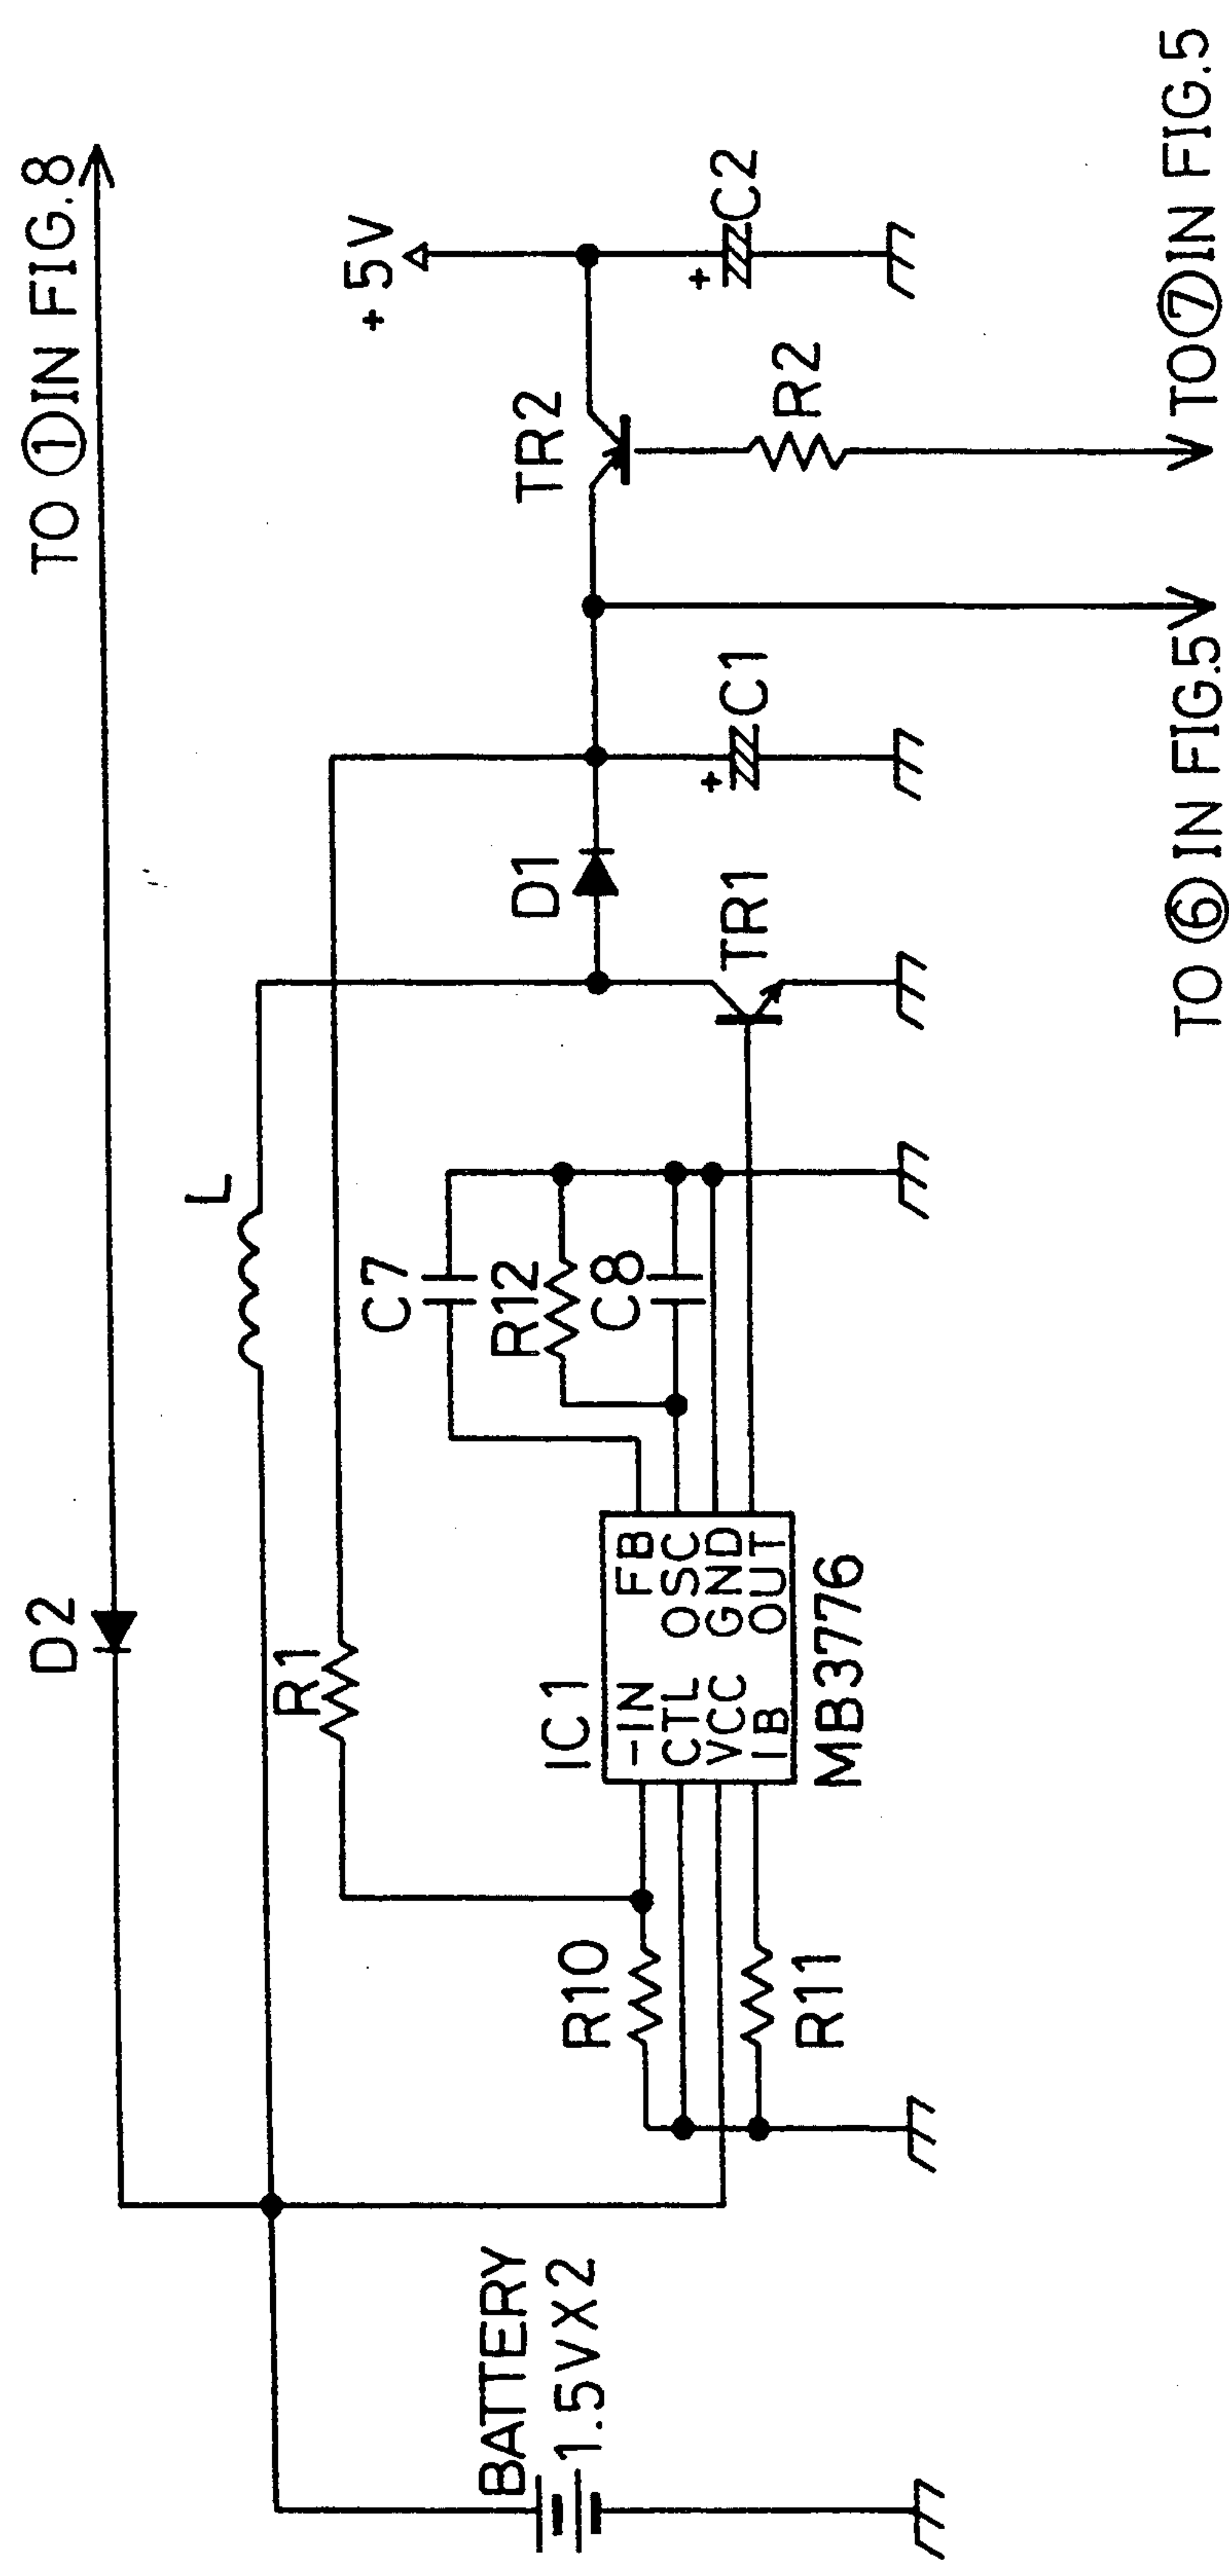 TO ① IN FIG.8
D2
L
R1
+5V
C7
R12
C8
D1
TR2
C1
C2
TR1
R2
IC1
-IN FB
CTL OSC
VCC GND
IB OUT
MB3776
R10
R11
BATTERY
1.5VX2
TO ⑥ IN FIG.5
TO ⑦ IN FIG.5